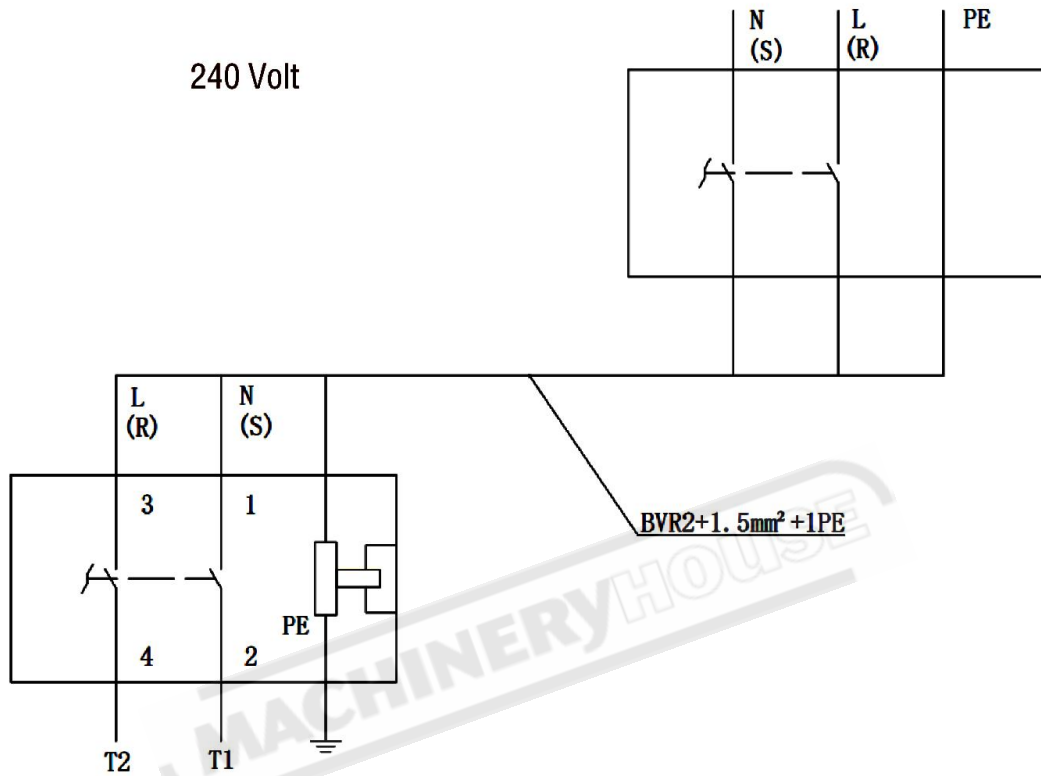 240 Volt
N
(S)
L
(R)
PE
L
(R)
N
(S)
3
1
BVR2+1.5mm²+1PE
PE
4
2
T2
T1
MACHINERYHOUSE